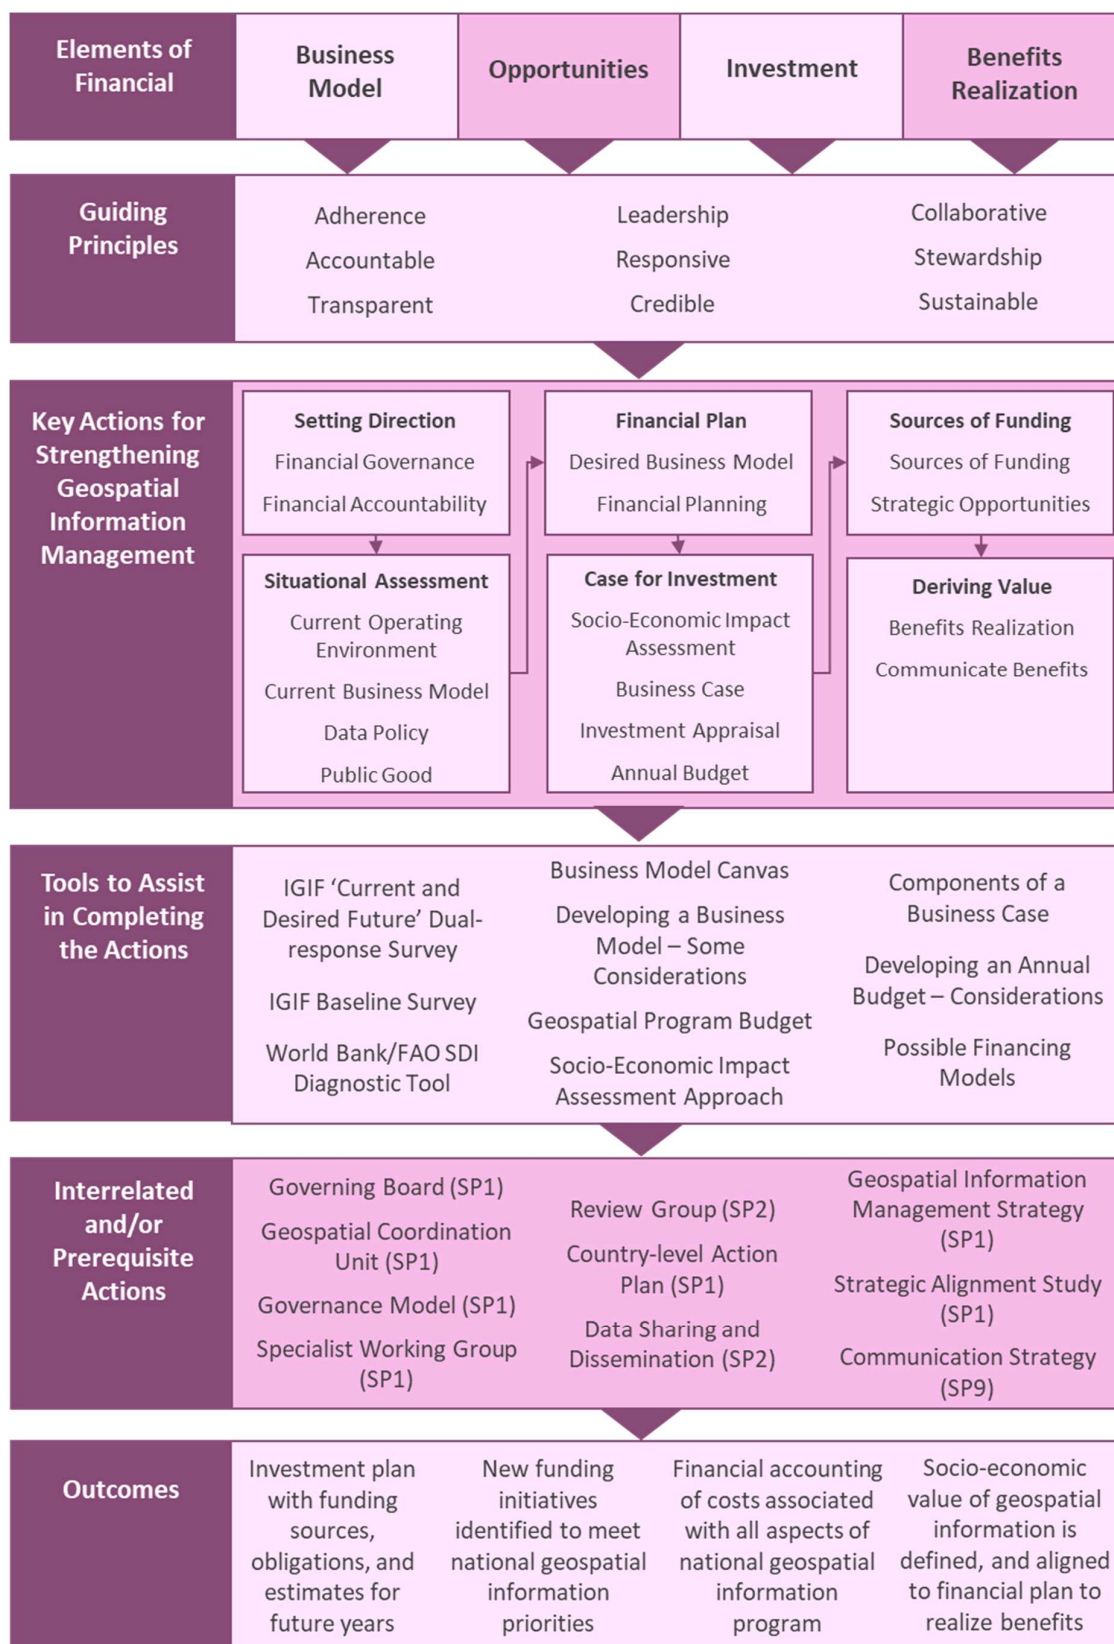 Elements of
Financial
Business
Model
Opportunities
Investment
Benefits
Realization
Guiding
Principles
Adherence
Accountable
Transparent
Leadership
Responsive
Credible
Collaborative
Stewardship
Sustainable
Key Actions for
Strengthening
Geospatial
Information
Management
Setting Direction
Financial Governance
Financial Accountability
Situational Assessment
Current Operating
Environment
Current Business Model
Data Policy
Public Good
Financial Plan
Desired Business Model
Financial Planning
Case for Investment
Socio-Economic Impact
Assessment
Business Case
Investment Appraisal
Annual Budget
Sources of Funding
Sources of Funding
Strategic Opportunities
Deriving Value
Benefits Realization
Communicate Benefits
Tools to Assist
in Completing
the Actions
IGIF ‘Current and
Desired Future’ Dual-
response Survey
IGIF Baseline Survey
World Bank/FAO SDI
Diagnostic Tool
Business Model Canvas
Developing a Business
Model – Some
Considerations
Geospatial Program Budget
Socio-Economic Impact
Assessment Approach
Components of a
Business Case
Developing an Annual
Budget – Considerations
Possible Financing
Models
Interrelated
and/or
Prerequisite
Actions
Governing Board (SP1)
Geospatial Coordination
Unit (SP1)
Governance Model (SP1)
Specialist Working Group
(SP1)
Review Group (SP2)
Country-level Action
Plan (SP1)
Data Sharing and
Dissemination (SP2)
Geospatial Information
Management Strategy
(SP1)
Strategic Alignment Study
(SP1)
Communication Strategy
(SP9)
Outcomes
Investment plan
with funding
sources,
obligations, and
estimates for
future years
New funding
initiatives
identified to meet
national geospatial
information
priorities
Financial accounting
of costs associated
with all aspects of
national geospatial
information
program
Socio-economic
value of geospatial
information is
defined, and aligned
to financial plan to
realize benefits